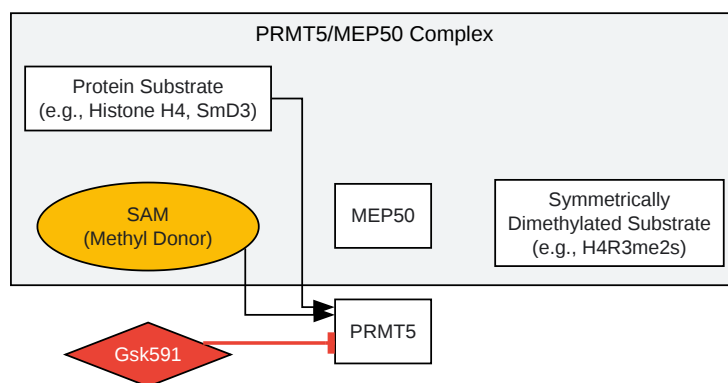 PRMT5/MEP50 Complex
Protein Substrate
(e.g., Histone H4, SmD3)
SAM
(Methyl Donor)
MEP50
Symmetrically
Dimethylated Substrate
(e.g., H4R3me2s)
PRMT5
Gsk591